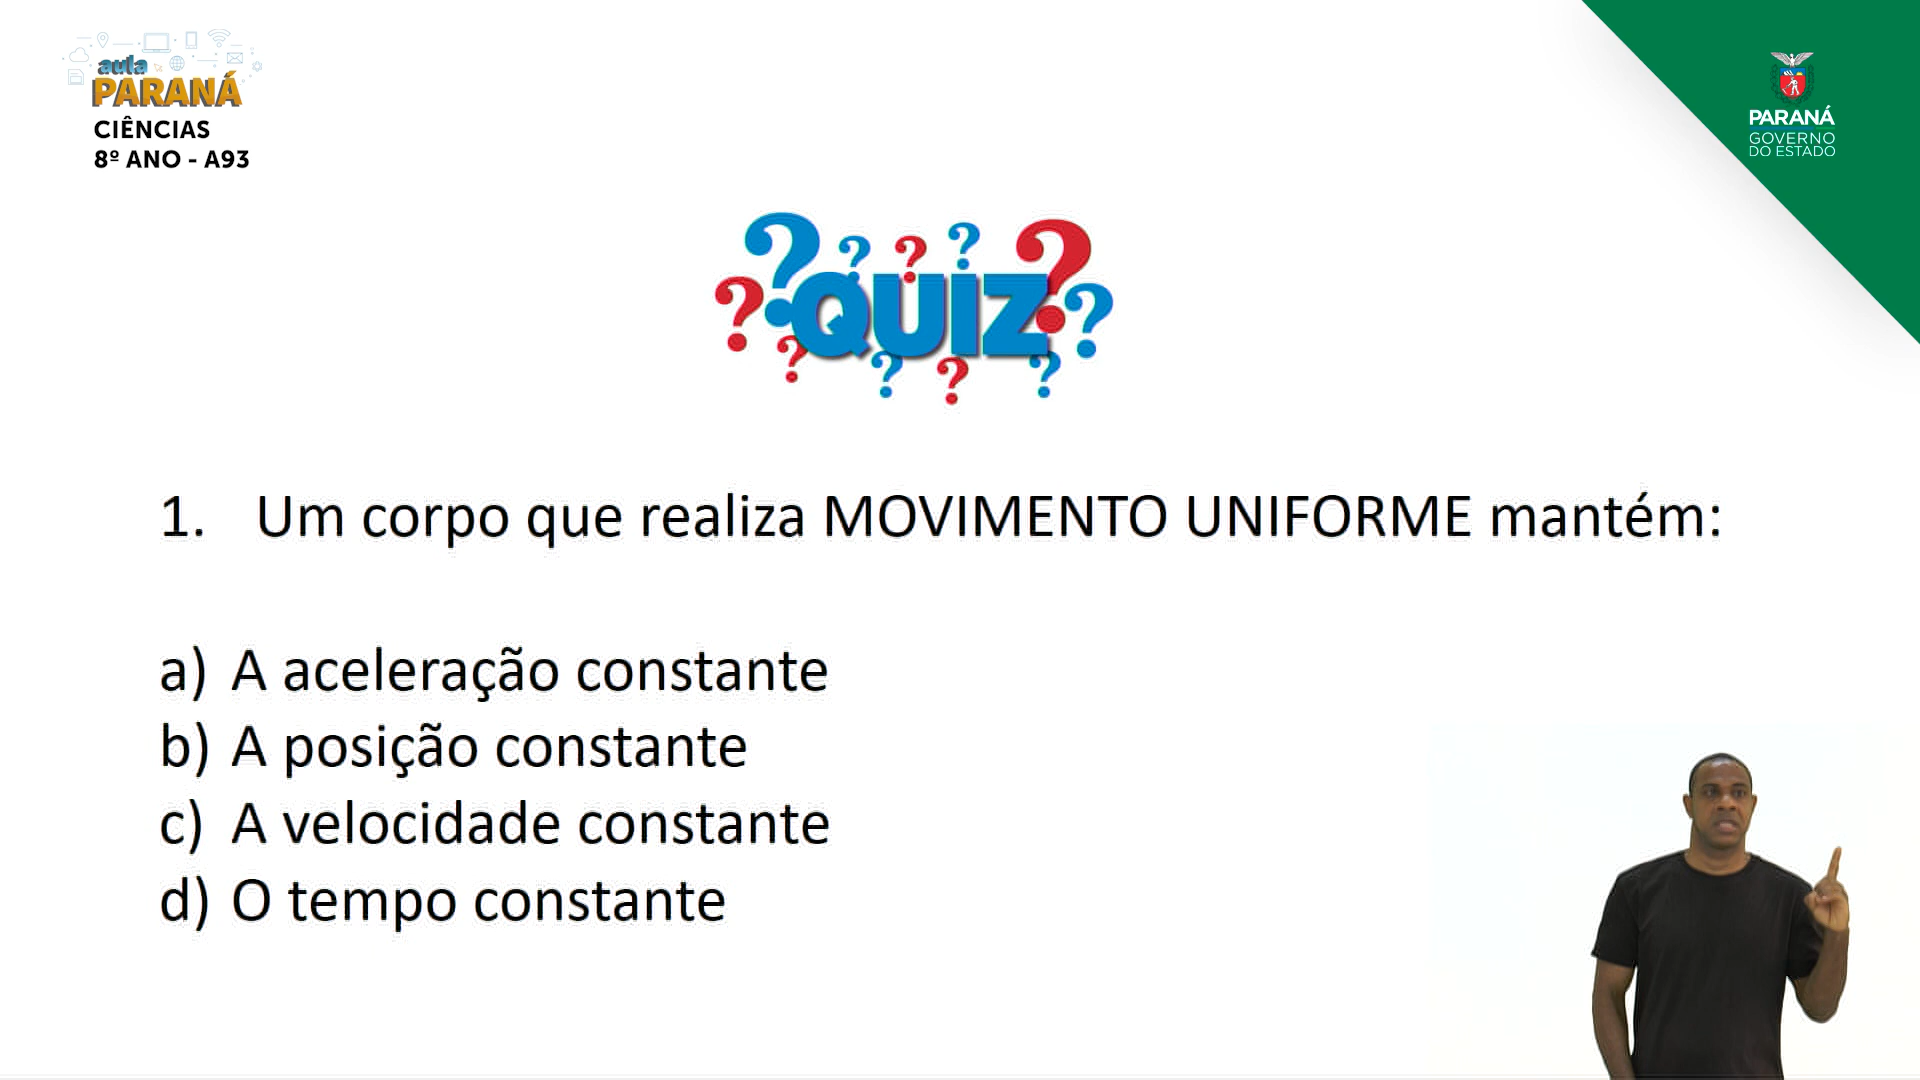 aula
PARANÁ
CIÊNCIAS
8º ANO - A93
PARANÁ
GOVERNO
DO ESTADO
? ? ? ? ? ? QUIZ ? ? ? ? ?
1. Um corpo que realiza MOVIMENTO UNIFORME mantém:
a) A aceleração constante
b) A posição constante
c) A velocidade constante
d) O tempo constante